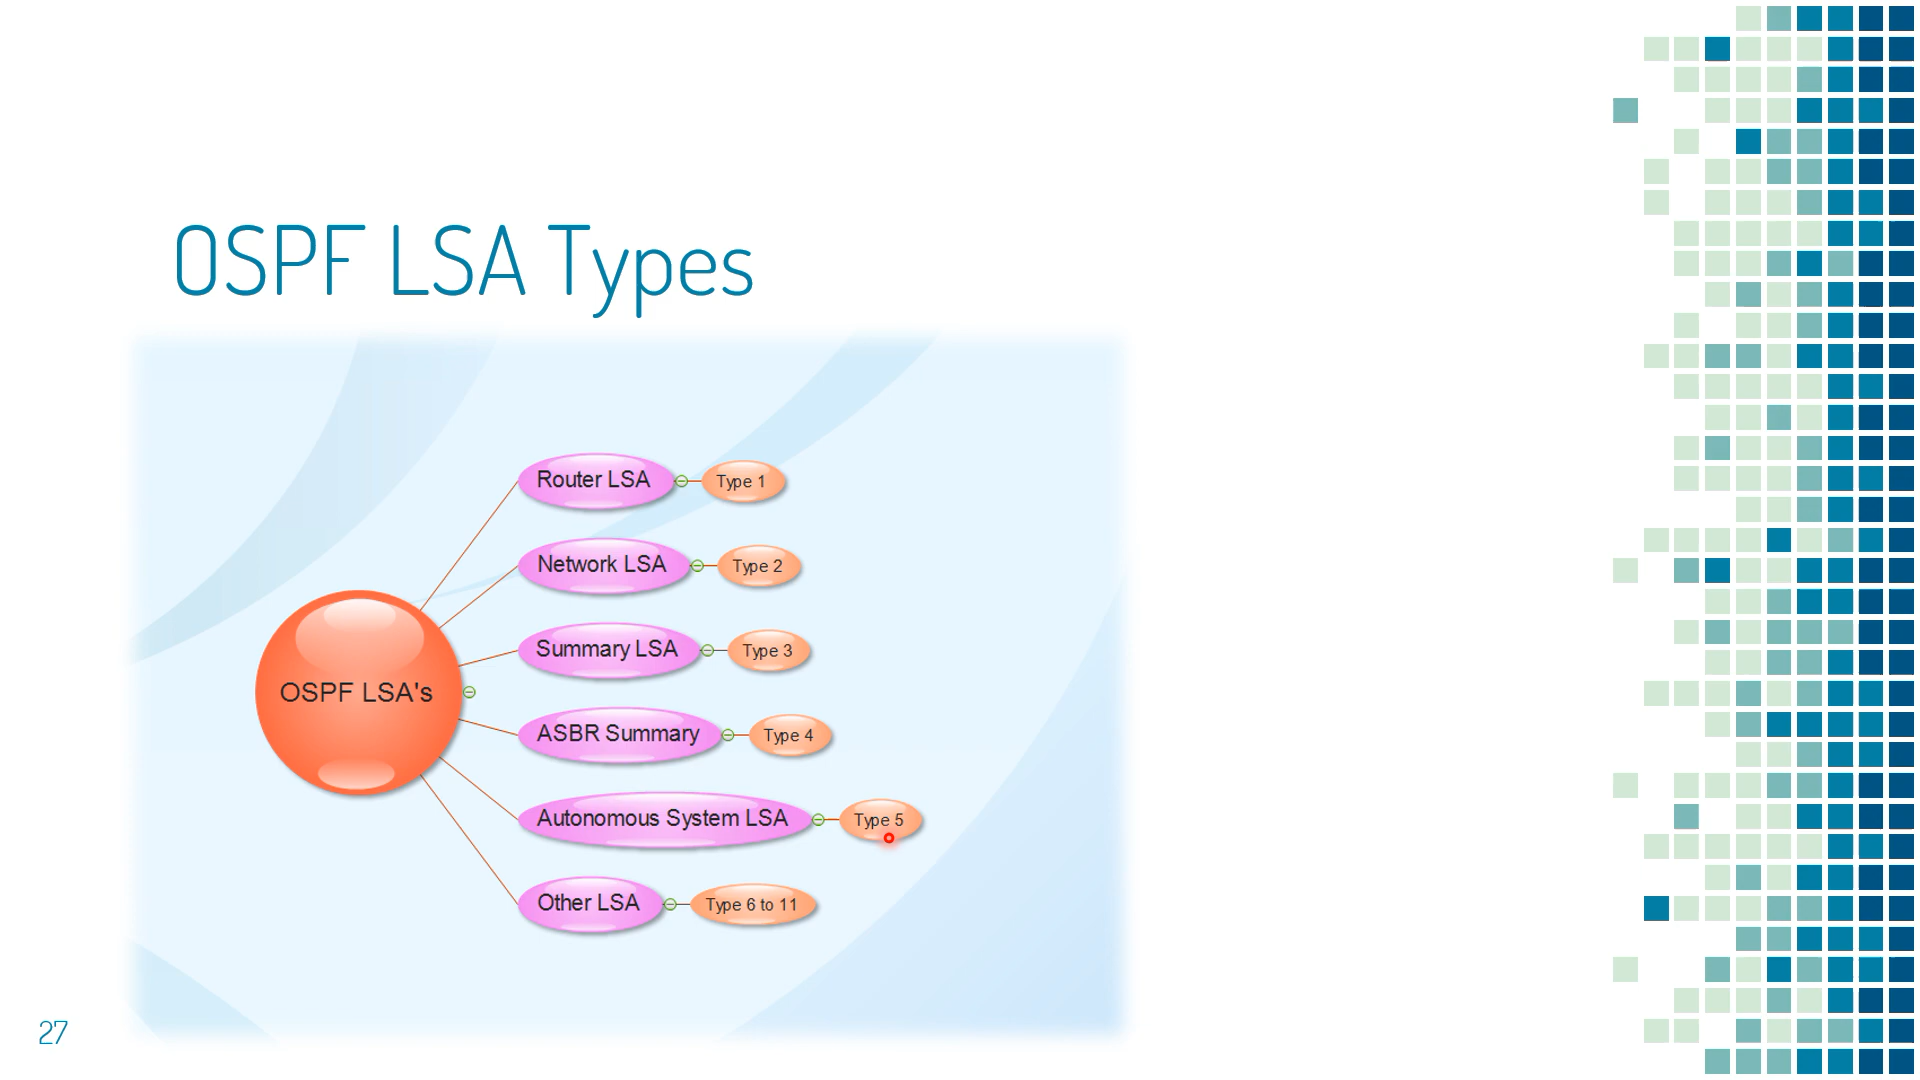 OSPF LSA Types
OSPF LSA's
Router LSA
Type 1
Network LSA
Type 2
Summary LSA
Type 3
ASBR Summary
Type 4
Autonomous System LSA
Type 5
Other LSA
Type 6 to 11
27